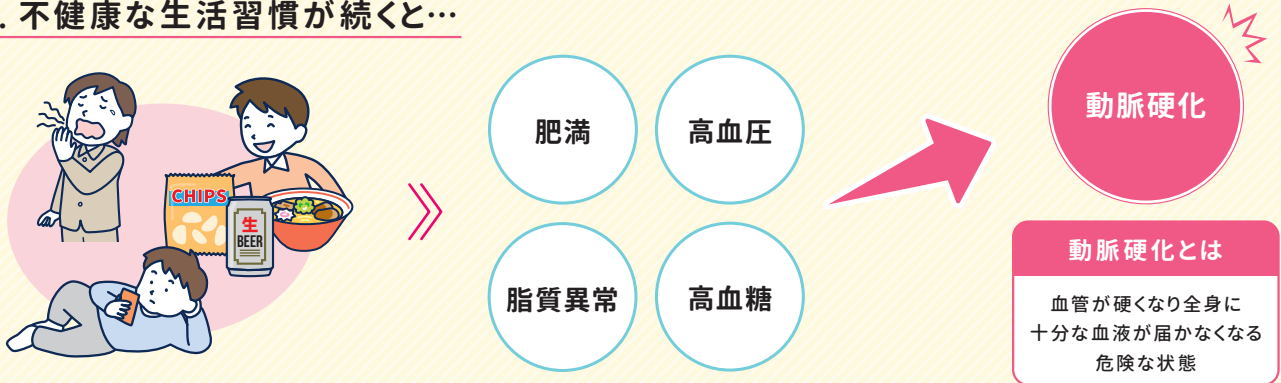 . 不健康な生活習慣が続くと…
CHIPS
生
BEER
肥満
高血圧
脂質異常
高血糖
動脈硬化
動脈硬化とは
血管が硬くなり全身に
十分な血液が届かなくなる
危険な状態